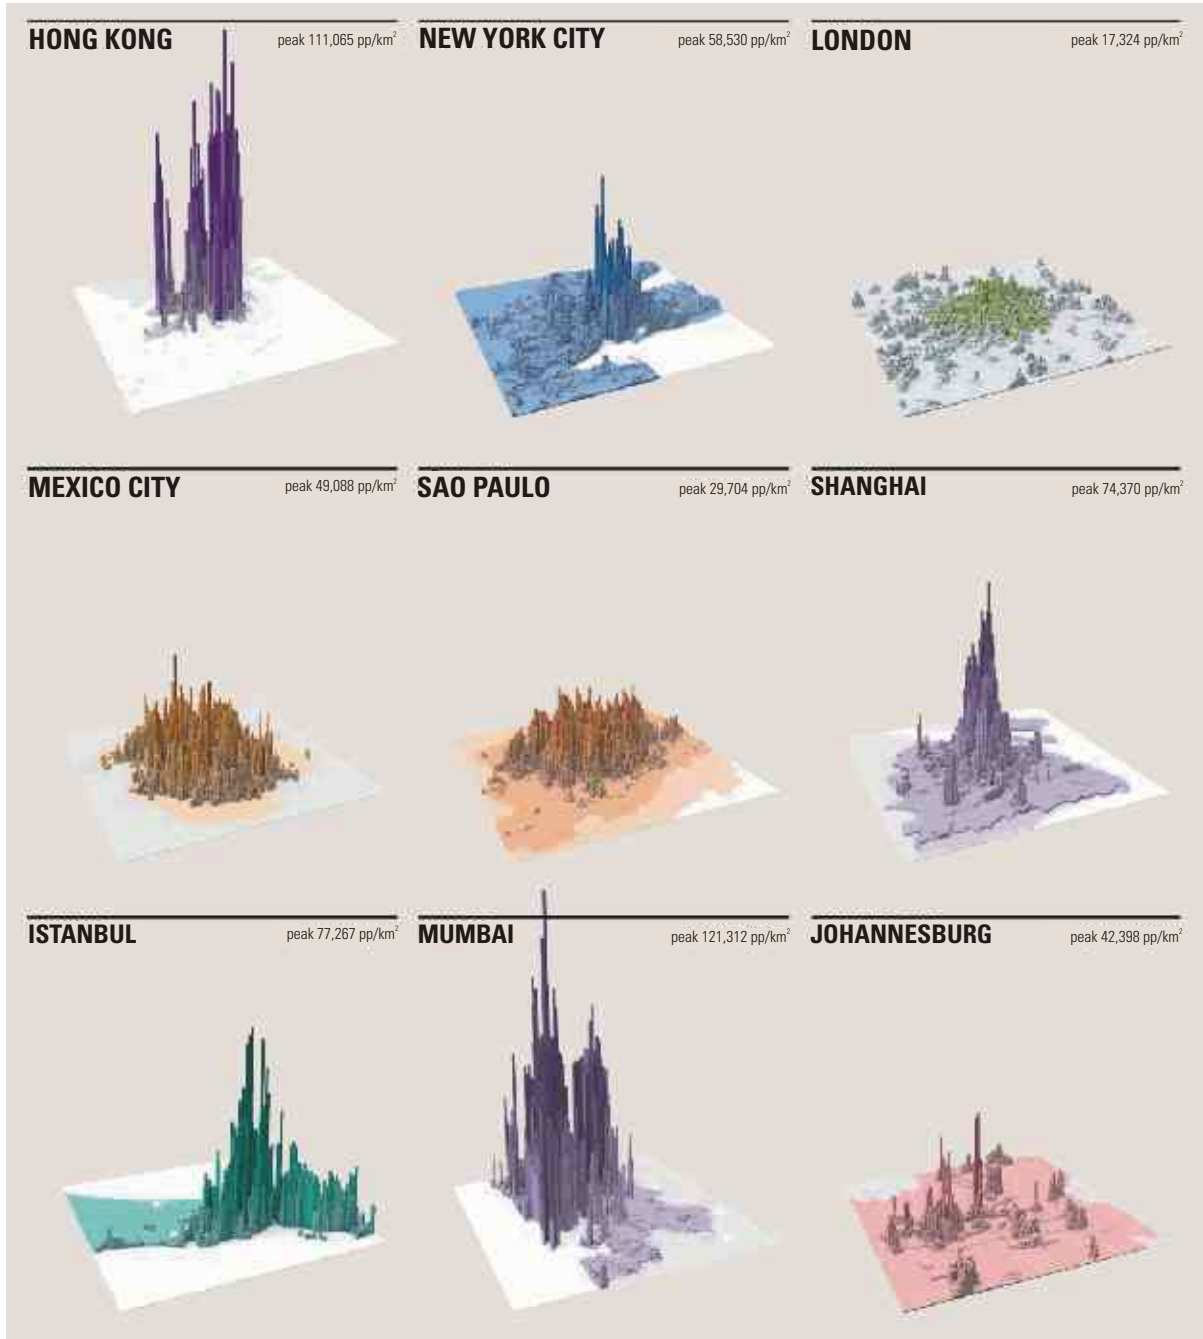 HONG KONG peak 111,065 pp/km²
NEW YORK CITY peak 58,530 pp/km²
LONDON peak 17,324 pp/km²
MEXICO CITY peak 49,088 pp/km²
SAO PAULO peak 29,704 pp/km²
SHANGHAI peak 74,370 pp/km²
ISTANBUL peak 77,267 pp/km²
MUMBAI peak 121,312 pp/km²
JOHANNESBURG peak 42,398 pp/km²